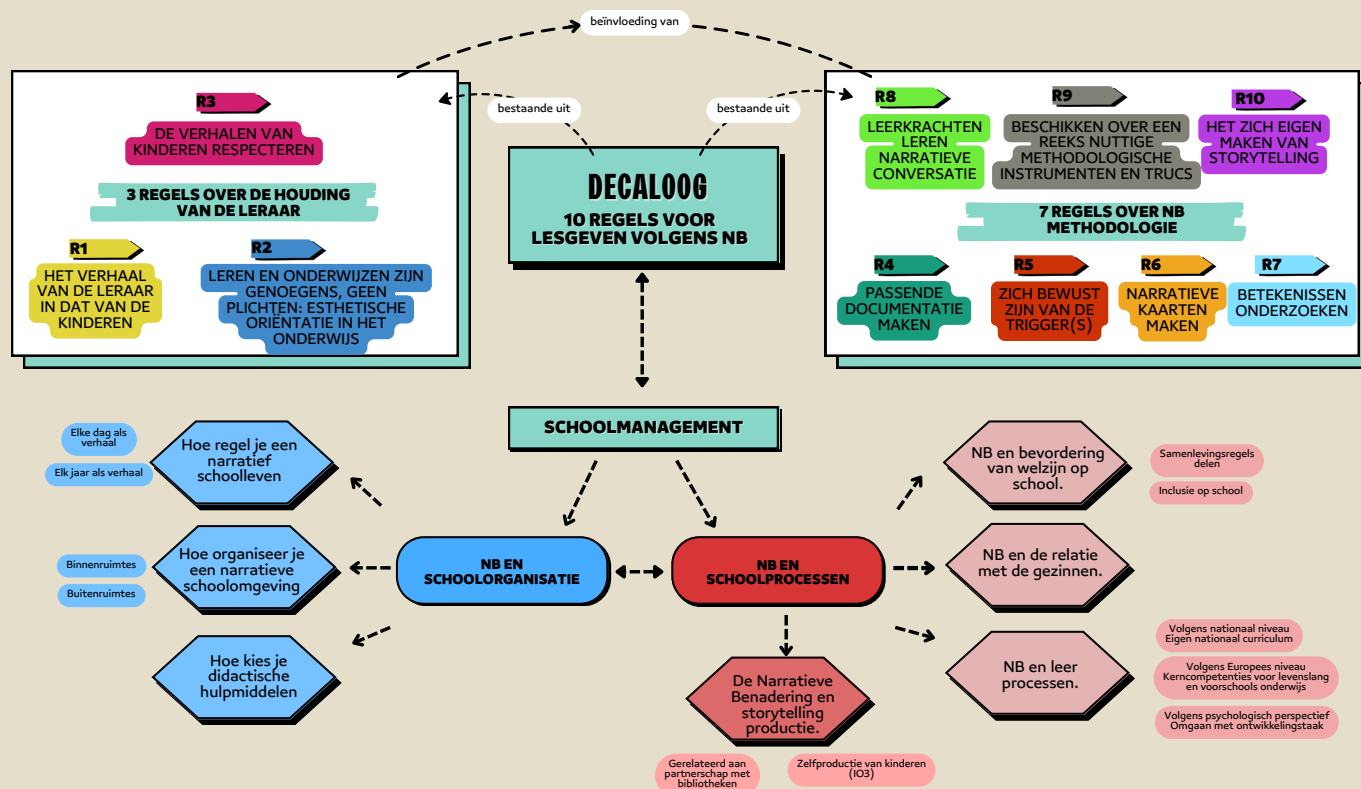 beïnvloeding van
bestaande uit
bestaande uit
R3
DE VERHALEN VAN
KINDEREN RESPECTEREN
3 REGELS OVER DE HOUDING
VAN DE LERAAR
R1
HET VERHAAL
VAN DE LERAAR
IN DAT VAN DE
KINDEREN
R2
LEREN EN ONDERWIJZEN ZIJN
GENOEGENS, GEEN
PLICHTEN: ESTHETISCHE
ORIËNTATIE IN HET
ONDERWIJS
DECALOOG
10 REGELS VOOR
LESGEVEN VOLGENS NB
R8
LEERKRACHTEN
LEREN
NARRATIEVE
CONVERSATIE
R9
BESCHIKKEN OVER EEN
REEKS NUTTIGE
METHODOLOGISCHE
INSTRUMENTEN EN TRUCS
R10
HET ZICH EIGEN
MAKEN VAN
STORYTELLING
7 REGELS OVER NB
METHODOLOGIE
R4
PASSENDE
DOCUMENTATIE
MAKEN
R5
ZICH BEWUST
ZIJN VAN DE
TRIGGER(S)
R6
NARRATIEVE
KAARTEN
MAKEN
R7
BETEKENISSEN
ONDERZOEKEN
SCHOOLMANAGEMENT
Elke dag als
verhaal
Elk jaar als verhaal
Hoe regel je een
narratief
schoolleven
Binnenruimtes
Buitenruimtes
Hoe organiseer je
een narratieve
schoolomgeving
Hoe kies je
didactische
hulpmiddelen
NB EN
SCHOOLORGANISATIE
NB EN
SCHOOLPROCESSEN
NB en bevordering
van welzijn op
school.
Samenlevingsregels
delen
Inclusie op school
NB en de relatie
met de gezinnen.
NB en leer
processen.
Volgens nationaal niveau
Eigen nationaal curriculum
Volgens Europees niveau
Kerncompetenties voor levenslang
en voorschools onderwijs
Volgens psychologisch perspectief
Omgaan met ontwikkelingstaak
De Narratieve
Benadering en
storytelling
productie.
Gerelateerd aan
partnerschap met
bibliotheken
Zelfproductie van kinderen
(IO3)